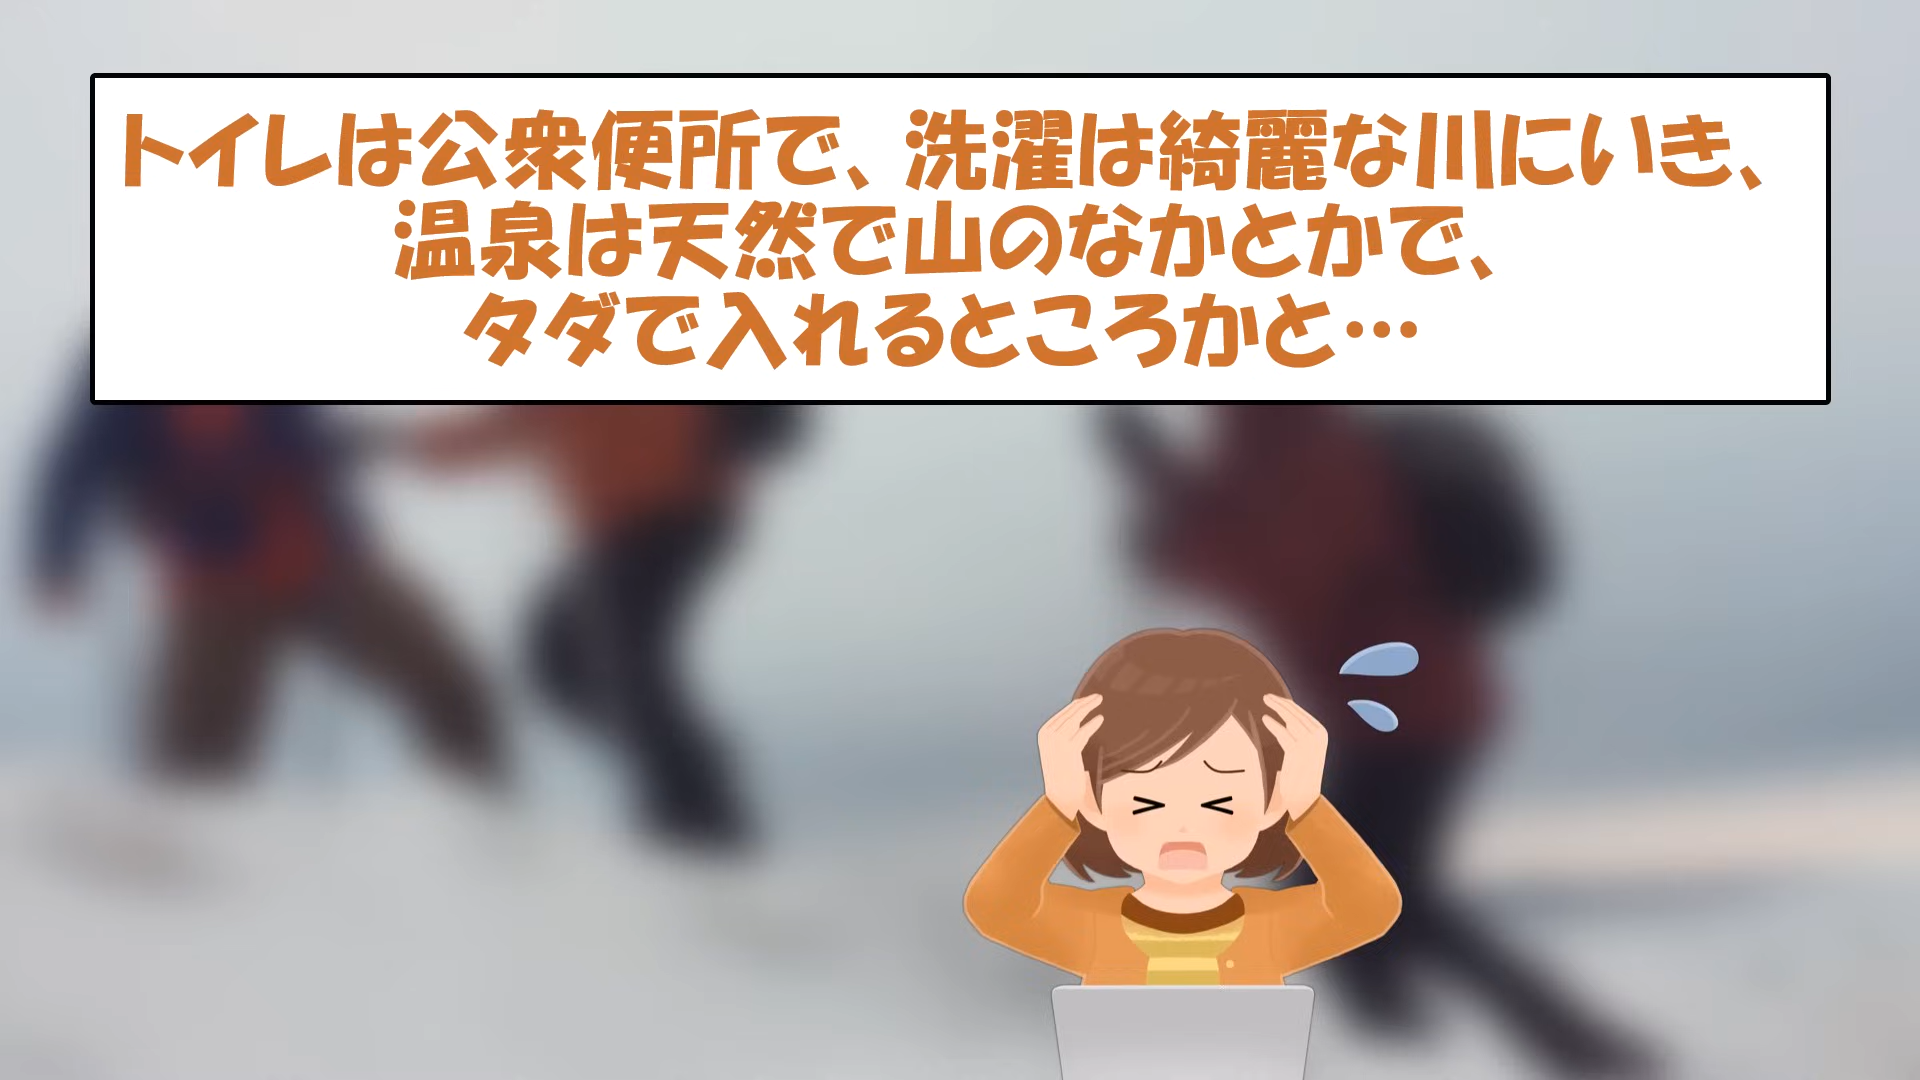 トイレは公衆便所で、洗濯は綺麗な川にいき、
温泉は天然で山のなかとかで、
タダで入れるところかと…